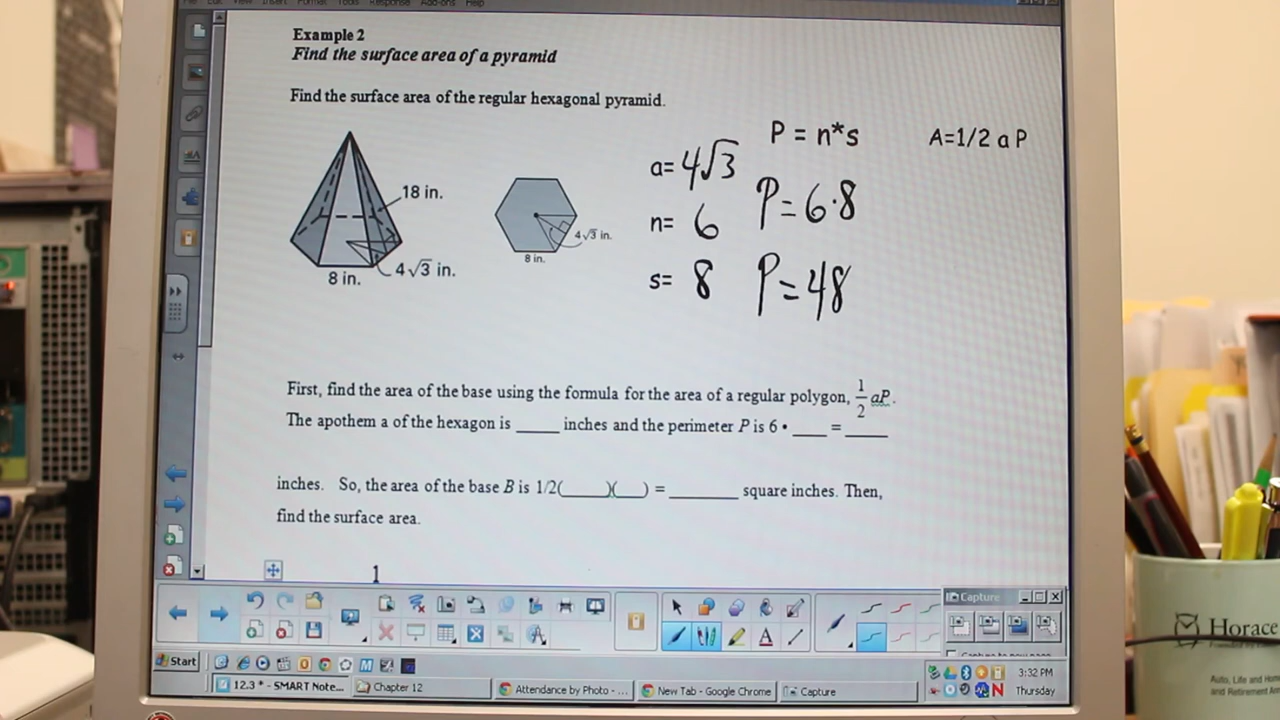 Example 2
Find the surface area of a pyramid
Find the surface area of the regular hexagonal pyramid.
18 in.
8 in.
4√3 in.
4√3 in.
8 in.
a= 4√3
n= 6
s= 8
P = n*s
P=6·8
P=48
A=1/2 a P
First, find the area of the base using the formula for the area of a regular polygon, 1/2 aP.
The apothem a of the hexagon is _____ inches and the perimeter P is 6 • ____ = _____
inches. So, the area of the base B is 1/2(______)(____) = ________ square inches. Then,
find the surface area.
1
Capture
Start
12.3 * - SMART Note...
Chapter 12
Attendance by Photo - ...
New Tab - Google Chrome
Capture
3:32 PM
Thursday
Horace